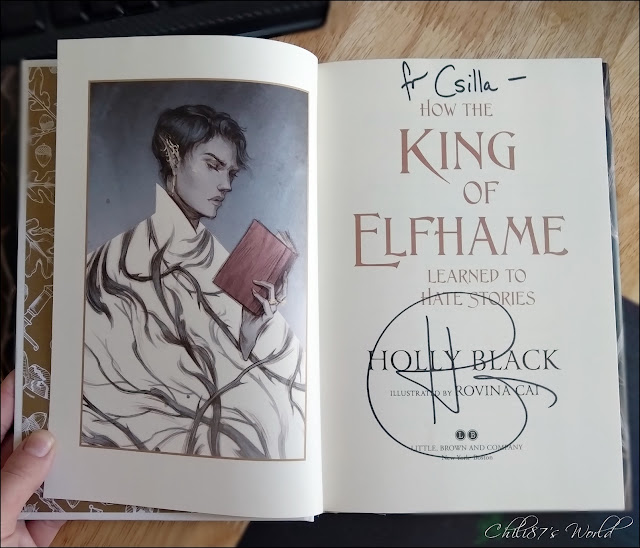 fr Csilla —
HOW THE
KING
OF
ELFHAME
LEARNED TO
HATE STORIES
HOLLY BLACK
ILLUSTRATED BY ROVINA CAI
L B
LITTLE, BROWN AND COMPANY
New York Boston
Chili87's World